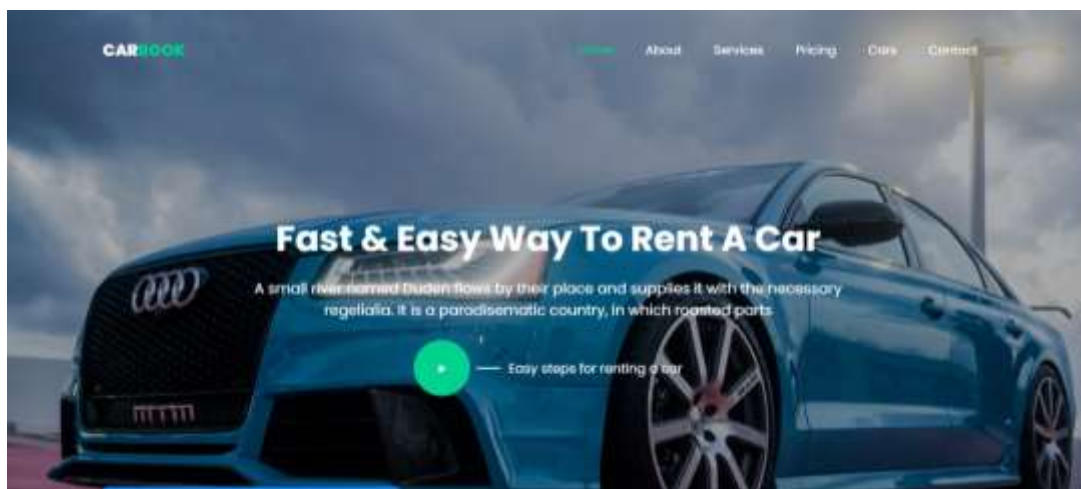 CARBOOK
Home About Services Pricing Cars Contact
Fast & Easy Way To Rent A Car
A small river named Duden flows by their place and supplies it with the necessary
regelialia. It is a paradisematic country, in which roasted parts
Easy steps for renting a car